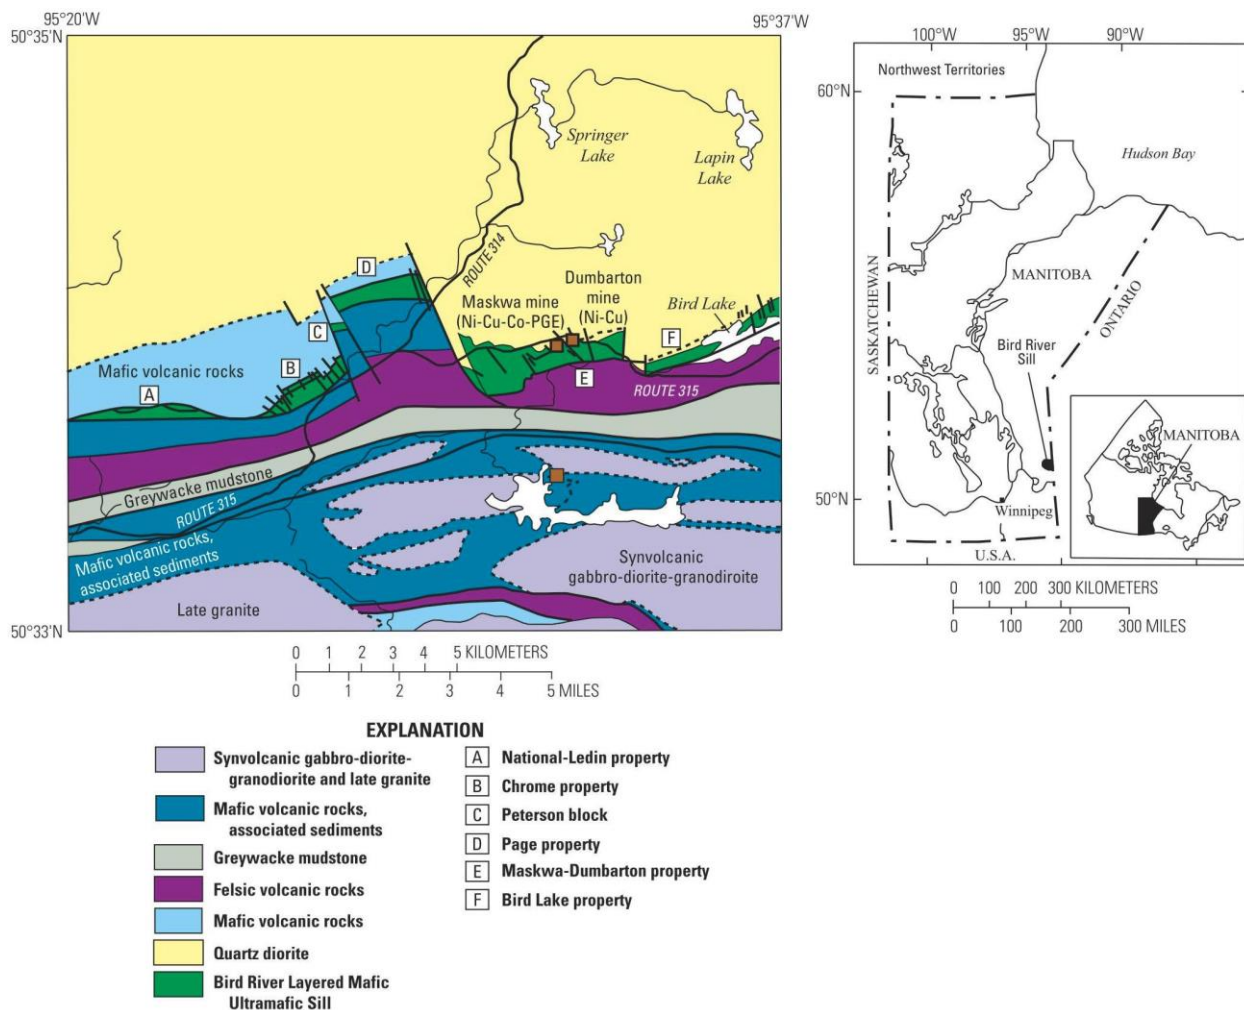 95°20'W
95°37'W
50°35'N
Springer
Lake
Lapin
Lake
ROUTE 314
D
C
B
A
Mafic volcanic rocks
Maskwa mine
(Ni-Cu-Co-PGE)
Dumbarton
mine
(Ni-Cu)
Bird Lake
F
E
ROUTE 315
Greywacke mudstone
ROUTE 315
Mafic volcanic rocks,
associated sediments
Late granite
Synvolcanic
gabbro-diorite-granodiroite
50°33'N
0 1 2 3 4 5 KILOMETERS
0 1 2 3 4 5 MILES
100°W 95°W 90°W
Northwest Territories
60°N
Hudson Bay
MANITOBA
SASKATCHEWAN
ONTARIO
Bird River
Sill
MANITOBA
50°N
Winnipeg
U.S.A.
0 100 200 300 KILOMETERS
0 100 200 300 MILES
EXPLANATION
Synvolcanic gabbro-diorite-
granodiorite and late granite
Mafic volcanic rocks,
associated sediments
Greywacke mudstone
Felsic volcanic rocks
Mafic volcanic rocks
Quartz diorite
Bird River Layered Mafic
Ultramafic Sill
A National-Ledin property
B Chrome property
C Peterson block
D Page property
E Maskwa-Dumbarton property
F Bird Lake property